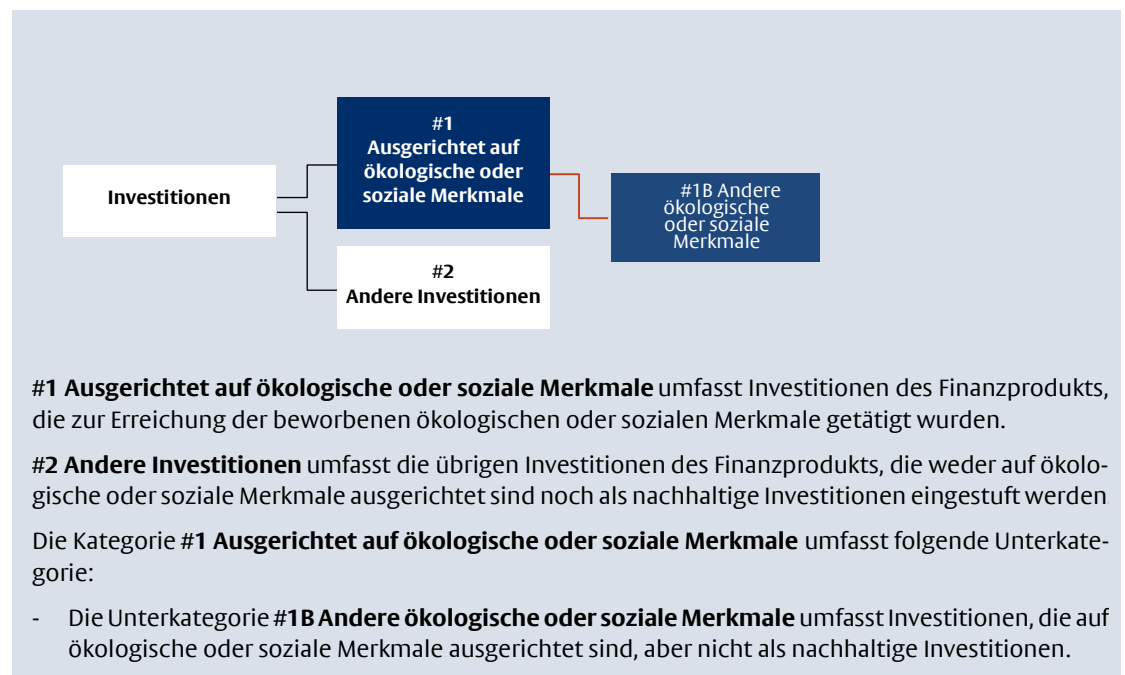 #1
Ausgerichtet auf
ökologische oder
soziale Merkmale
Investitionen
#1B Andere
ökologische
oder soziale
Merkmale
#2
Andere Investitionen
#1 Ausgerichtet auf ökologische oder soziale Merkmale umfasst Investitionen des Finanzprodukts,
die zur Erreichung der beworbenen ökologischen oder sozialen Merkmale getätigt wurden.
#2 Andere Investitionen umfasst die übrigen Investitionen des Finanzprodukts, die weder auf ökolo-
gische oder soziale Merkmale ausgerichtet sind noch als nachhaltige Investitionen eingestuft werden.
Die Kategorie #1 Ausgerichtet auf ökologische oder soziale Merkmale umfasst folgende Unterkate-
gorie:
- Die Unterkategorie #1B Andere ökologische oder soziale Merkmale umfasst Investitionen, die auf
ökologische oder soziale Merkmale ausgerichtet sind, aber nicht als nachhaltige Investitionen.